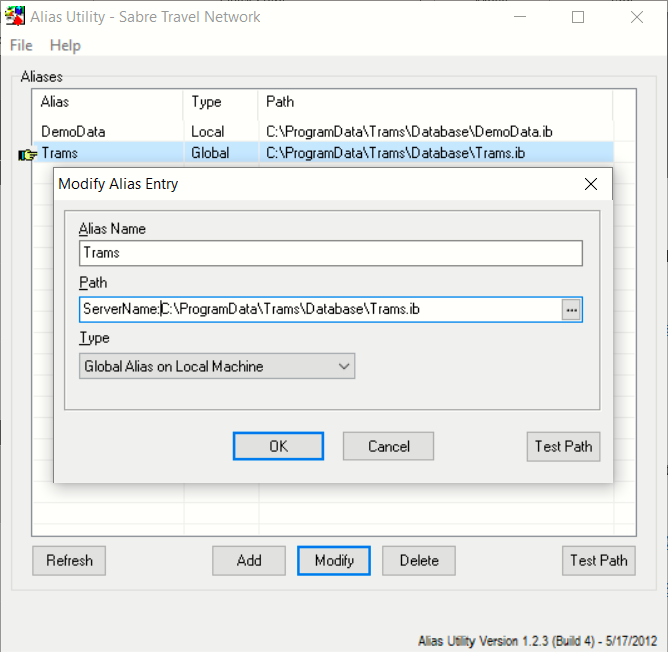 Alias Utility - Sabre Travel Network
File Help
Aliases
Alias Type Path
DemoData Local C:\ProgramData\Trams\Database\DemoData.ib
Trams Global C:\ProgramData\Trams\Database\Trams.ib
Modify Alias Entry
Alias Name
Trams
Path
ServerName:C:\ProgramData\Trams\Database\Trams.ib ...
Type
Global Alias on Local Machine
OK Cancel Test Path
Refresh Add Modify Delete Test Path
Alias Utility Version 1.2.3 (Build 4) - 5/17/2012